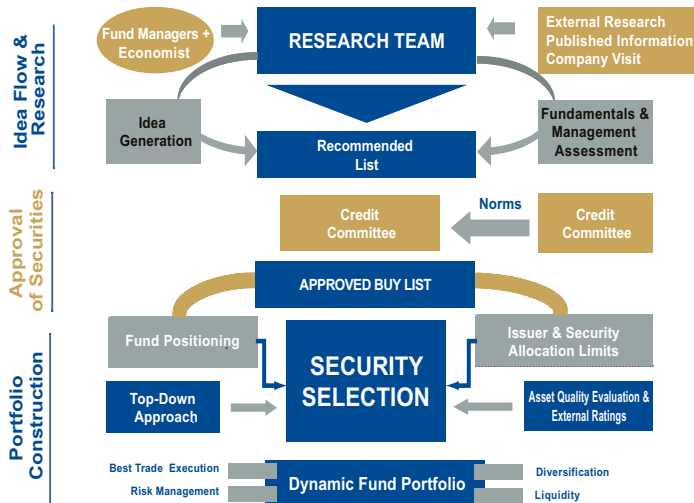 Idea Flow &
Research
Fund Managers +
Economist
RESEARCH TEAM
External Research
Published Information
Company Visit
Idea
Generation
Recommended
List
Fundamentals &
Management
Assessment
Approval
of Securities
Credit
Committee
Norms
Credit
Committee
APPROVED BUY LIST
Portfolio
Construction
Fund Positioning
SECURITY
SELECTION
Issuer & Security
Allocation Limits
Top-Down
Approach
Asset Quality Evaluation &
External Ratings
Best Trade Execution
Risk Management
Dynamic Fund Portfolio
Diversification
Liquidity